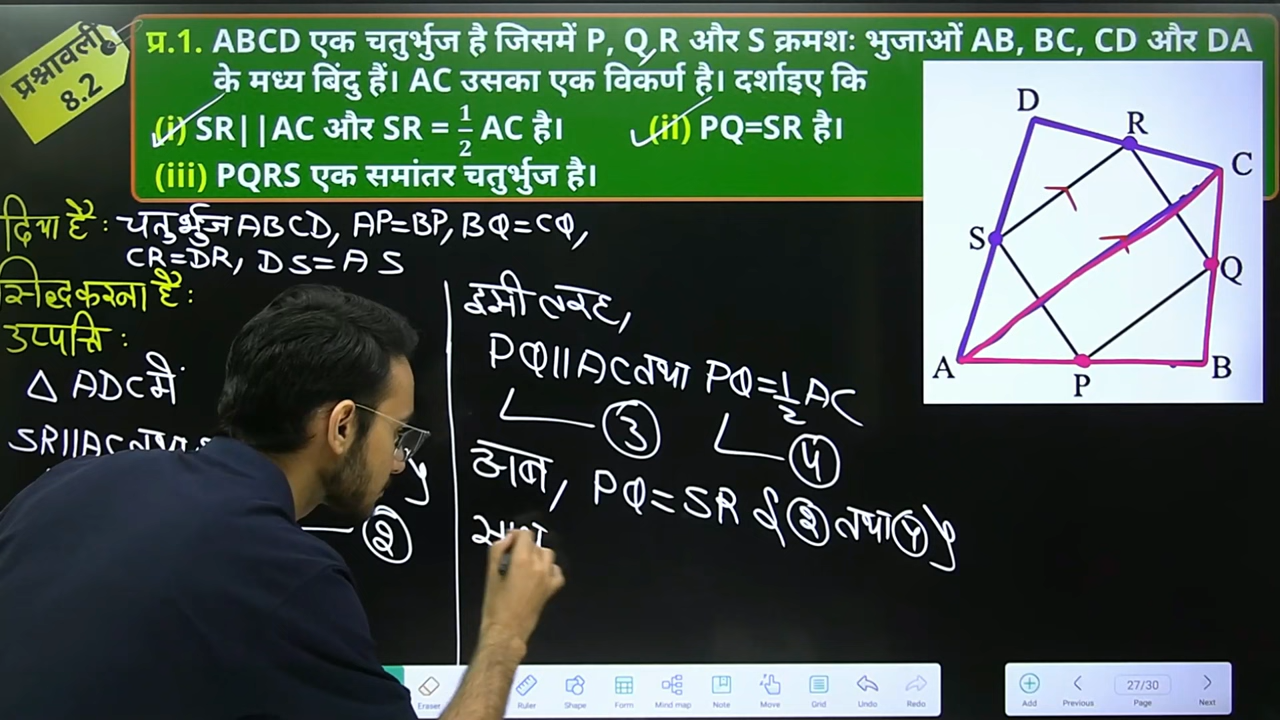 प्रश्नावली
8.2
प्र.1. ABCD एक चतुर्भुज है जिसमें P, Q,R और S क्रमशः भुजाओं AB, BC, CD और DA
के मध्य बिंदु हैं। AC उसका एक विकर्ण है। दर्शाइए कि
(i) SR||AC और SR = 1/2 AC है।
(ii) PQ=SR है।
(iii) PQRS एक समांतर चतुर्भुज है।
D
R
C
S
Q
A
P
B
दिया है: चतुर्भुज ABCD, AP=BP, BQ=CQ,
CR=DR, DS=AS
सिद्ध करना है:
उपपत्ति:
△ ADC में
SR||AC तथा
②
इसी तरह,
PQ||AC तथा PQ=1/2 AC
③ ④
अब, PQ=SR {② तथा ④}
Eraser
Ruler
Shape
Form
Mind map
Note
Move
Grid
Undo
Redo
Add
Previous
27/30
Page
Next